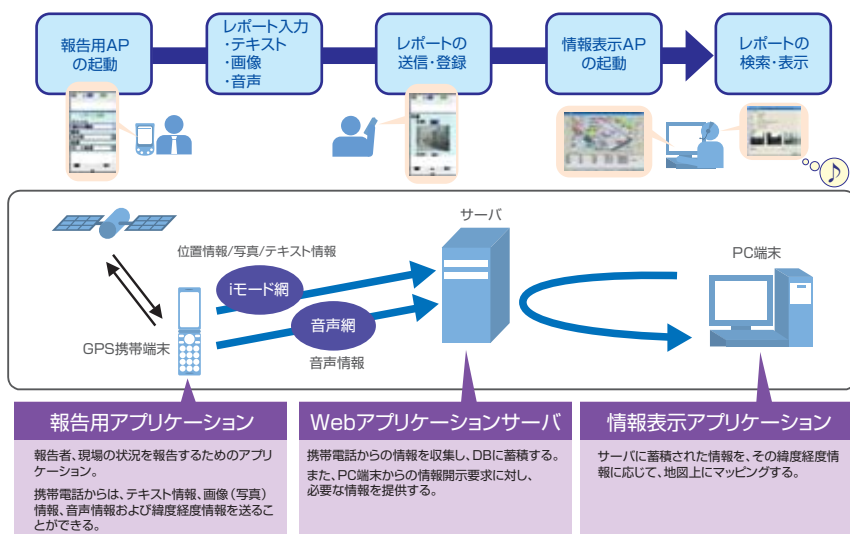 報告用AP
の起動
レポート入力
・テキスト
・画像
・音声
レポートの
送信・登録
情報表示AP
の起動
レポートの
検索・表示
サーバ
位置情報/写真/テキスト情報
PC端末
iモード網
音声網
GPS携帯端末
音声情報
報告用アプリケーション
報告者、現場の状況を報告するためのアプリ
ケーション。
携帯電話からは、テキスト情報、画像(写真)
情報、音声情報および緯度経度情報を送るこ
とができる。
Webアプリケーションサーバ
携帯電話からの情報を収集し、DBに蓄積する。
また、PC端末からの情報開示要求に対し、
必要な情報を提供する。
情報表示アプリケーション
サーバに蓄積された情報を、その緯度経度情
報に応じて、地図上にマッピングする。